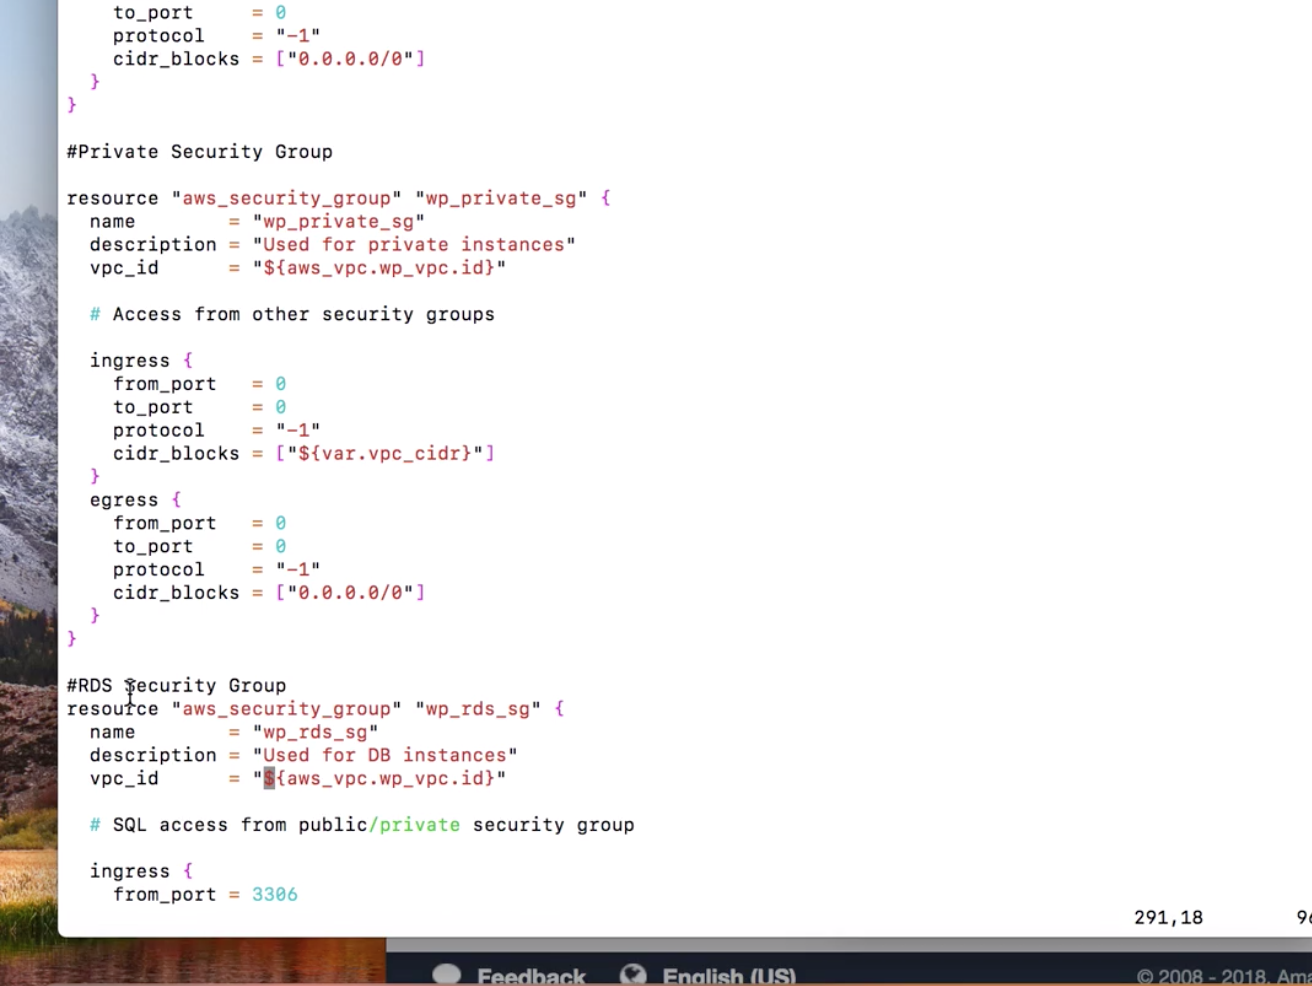 to_port     = 0
    protocol    = "-1"
    cidr_blocks = ["0.0.0.0/0"]
  }
}

#Private Security Group

resource "aws_security_group" "wp_private_sg" {
  name        = "wp_private_sg"
  description = "Used for private instances"
  vpc_id      = "${aws_vpc.wp_vpc.id}"

  # Access from other security groups

  ingress {
    from_port   = 0
    to_port     = 0
    protocol    = "-1"
    cidr_blocks = ["${var.vpc_cidr}"]
  }
  egress {
    from_port   = 0
    to_port     = 0
    protocol    = "-1"
    cidr_blocks = ["0.0.0.0/0"]
  }
}

#RDS Security Group
resource "aws_security_group" "wp_rds_sg" {
  name        = "wp_rds_sg"
  description = "Used for DB instances"
  vpc_id      = "${aws_vpc.wp_vpc.id}"

  # SQL access from public/private security group

  ingress {
    from_port = 3306
291,18
Feedback English (US) © 2008 - 2018,